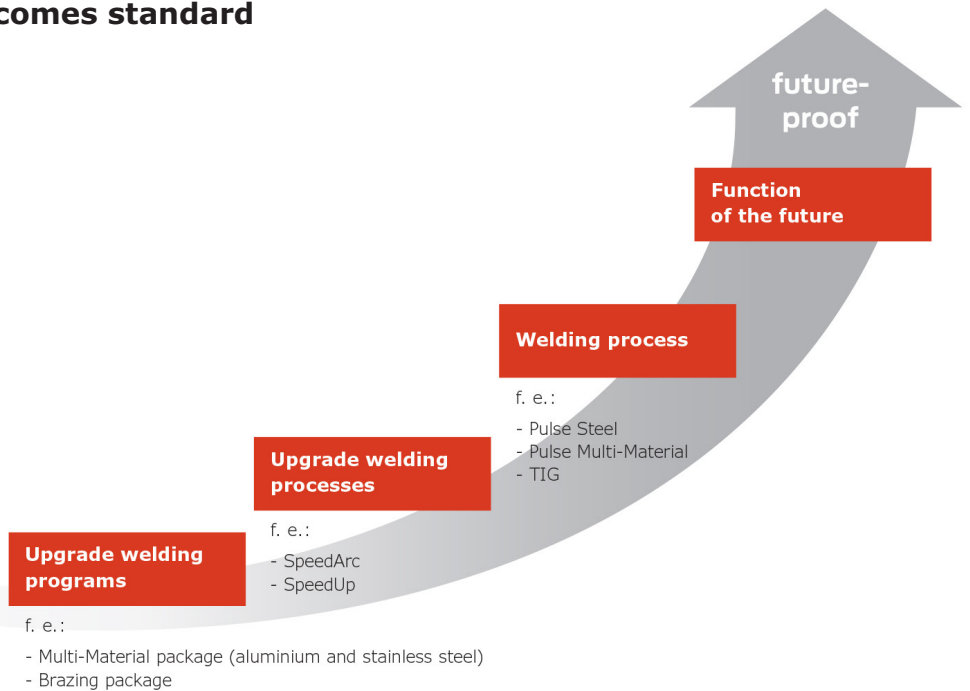 comes standard
future-
proof
Function
of the future
Welding process
f. e.:
- Pulse Steel
- Pulse Multi-Material
- TIG
Upgrade welding
processes
f. e.:
- SpeedArc
- SpeedUp
Upgrade welding
programs
f. e.:
- Multi-Material package (aluminium and stainless steel)
- Brazing package